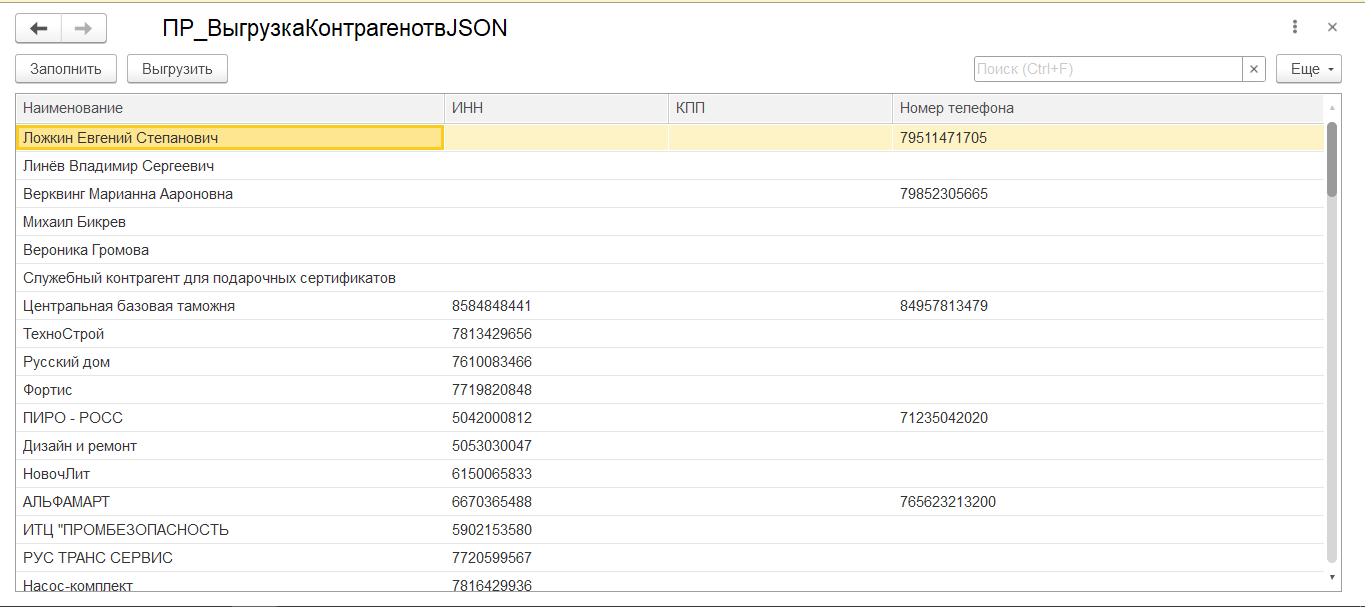 ПР_ВыгрузкаКонтрагенотвJSON
Заполнить Выгрузить Поиск (Ctrl+F) Еще
Наименование ИНН КПП Номер телефона
Ложкин Евгений Степанович 79511471705
Линёв Владимир Сергеевич
Верквинг Марианна Аароновна 79852305665
Михаил Бикрев
Вероника Громова
Служебный контрагент для подарочных сертификатов
Центральная базовая таможня 8584848441 84957813479
ТехноСтрой 7813429656
Русский дом 7610083466
Фортис 7719820848
ПИРО - РОСС 5042000812 71235042020
Дизайн и ремонт 5053030047
НовочЛит 6150065833
АЛЬФАМАРТ 6670365488 765623213200
ИТЦ "ПРОМБЕЗОПАСНОСТЬ 5902153580
РУС ТРАНС СЕРВИС 7720599567
Насос-комплект 7816429936